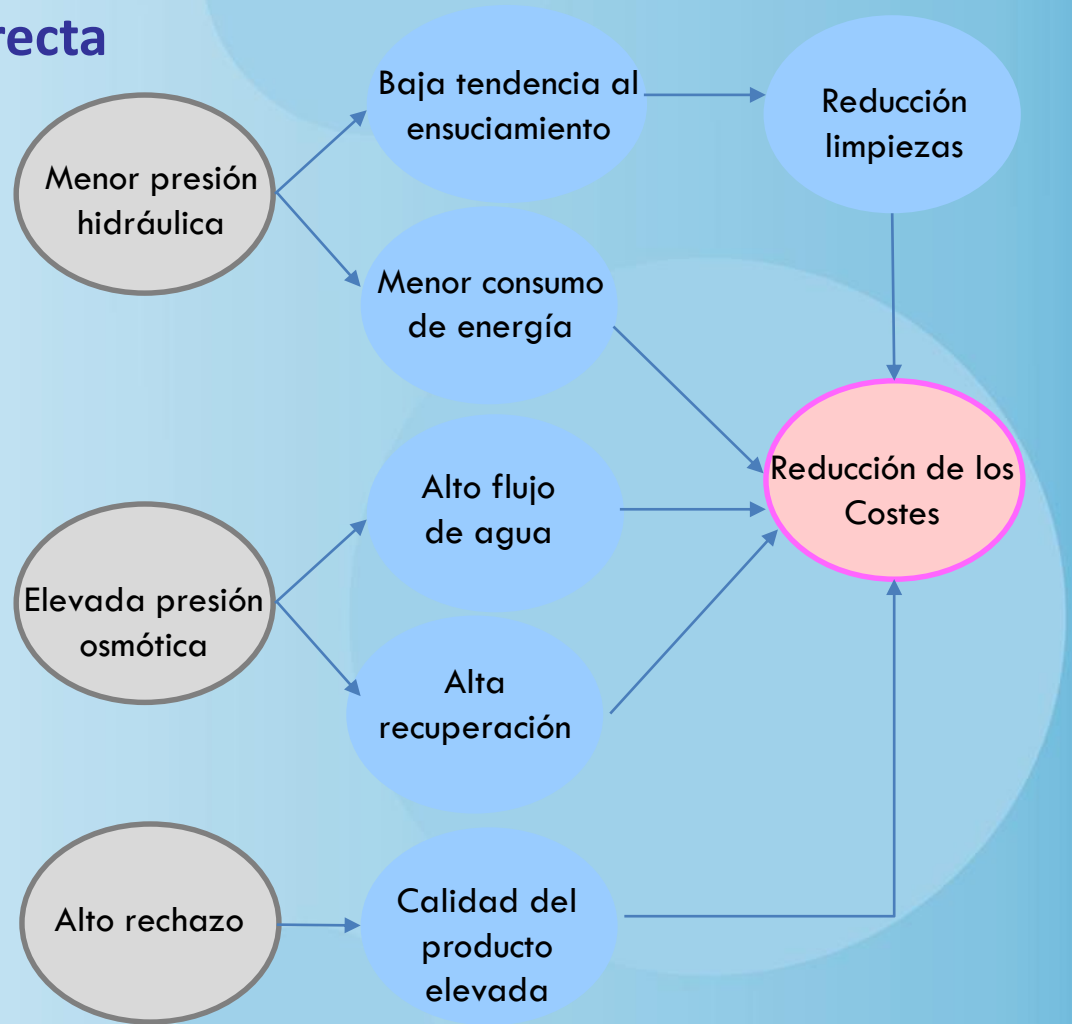 recta
Baja tendencia al
ensuciamiento
Reducción
limpiezas
Menor presión
hidráulica
Menor consumo
de energía
Reducción de los
Costes
Alto flujo
de agua
Elevada presión
osmótica
Alta
recuperación
Alto rechazo
Calidad del
producto
elevada